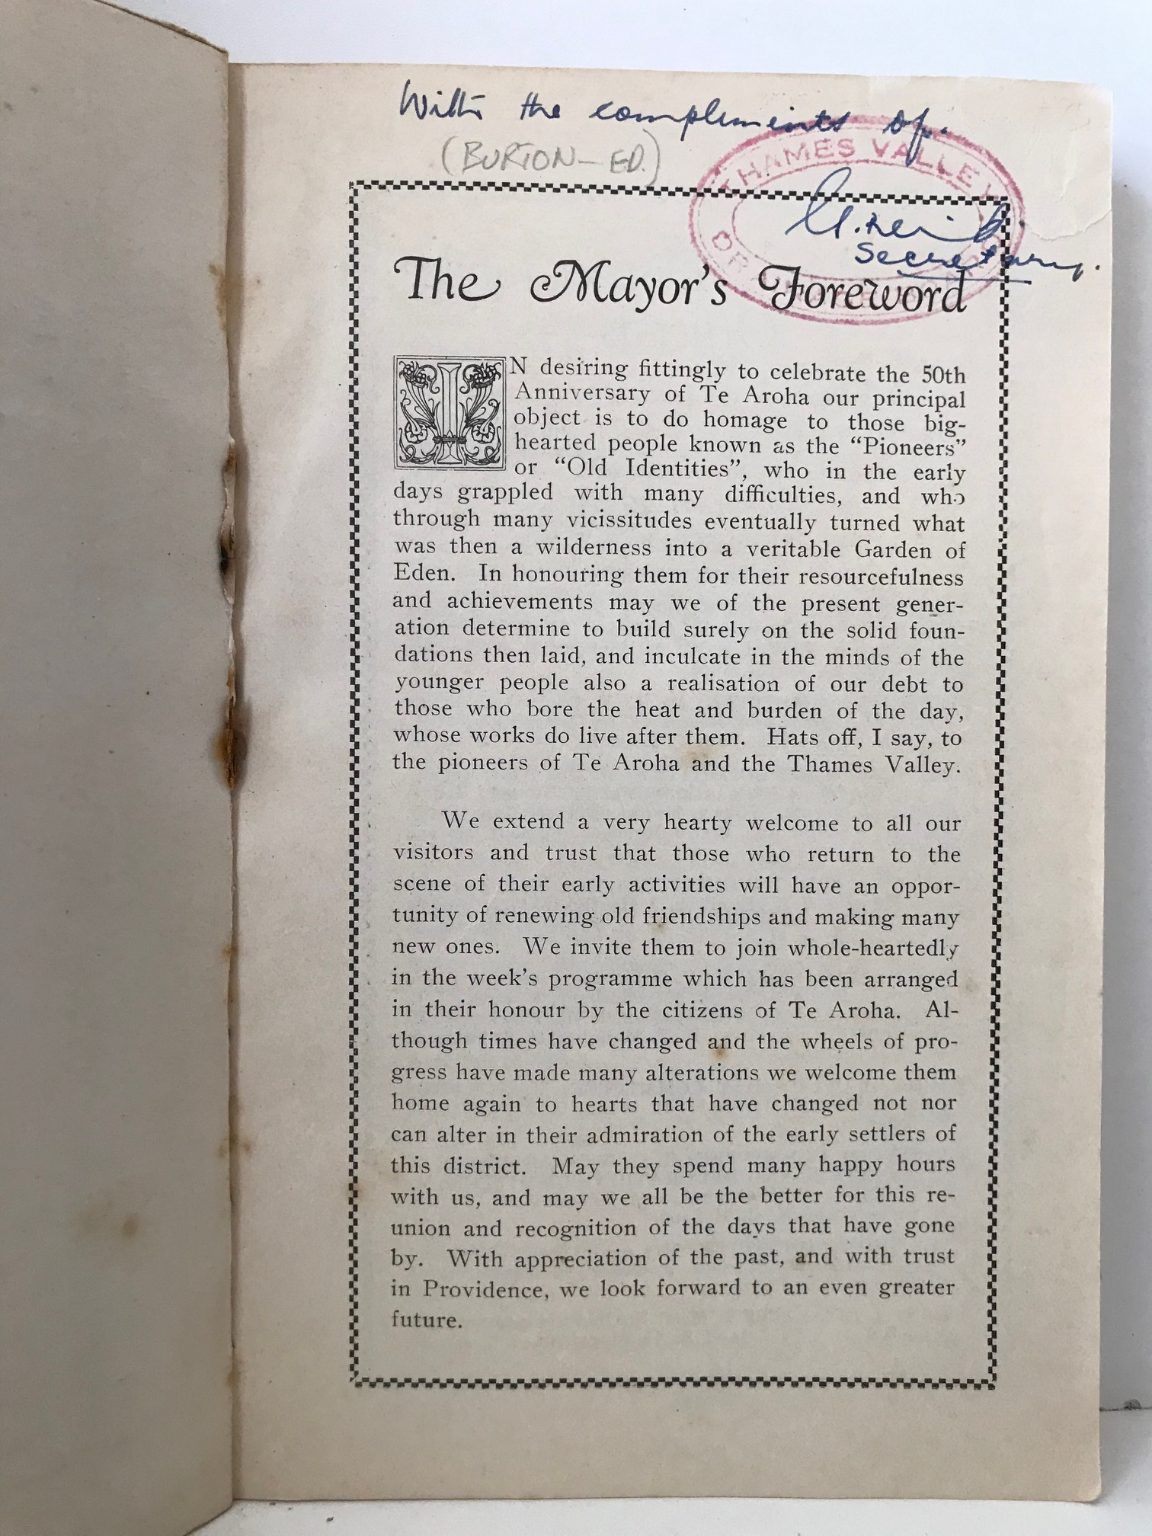 With the compliments of.
(BURTON—ED.)
THAMES VALLEY
Secretary.
The Mayor's Foreword
IN desiring fittingly to celebrate the 50th
Anniversary of Te Aroha our principal
object is to do homage to those big-
hearted people known as the "Pioneers"
or "Old Identities", who in the early
days grappled with many difficulties, and who
through many vicissitudes eventually turned what
was then a wilderness into a veritable Garden of
Eden. In honouring them for their resourcefulness
and achievements may we of the present gener-
ation determine to build surely on the solid foun-
dations then laid, and inculcate in the minds of the
younger people also a realisation of our debt to
those who bore the heat and burden of the day,
whose works do live after them. Hats off, I say, to
the pioneers of Te Aroha and the Thames Valley.
We extend a very hearty welcome to all our
visitors and trust that those who return to the
scene of their early activities will have an oppor-
tunity of renewing old friendships and making many
new ones. We invite them to join whole-heartedly
in the week's programme which has been arranged
in their honour by the citizens of Te Aroha. Al-
though times have changed and the wheels of pro-
gress have made many alterations we welcome them
home again to hearts that have changed not nor
can alter in their admiration of the early settlers of
this district. May they spend many happy hours
with us, and may we all be the better for this re-
union and recognition of the days that have gone
by. With appreciation of the past, and with trust
in Providence, we look forward to an even greater
future.